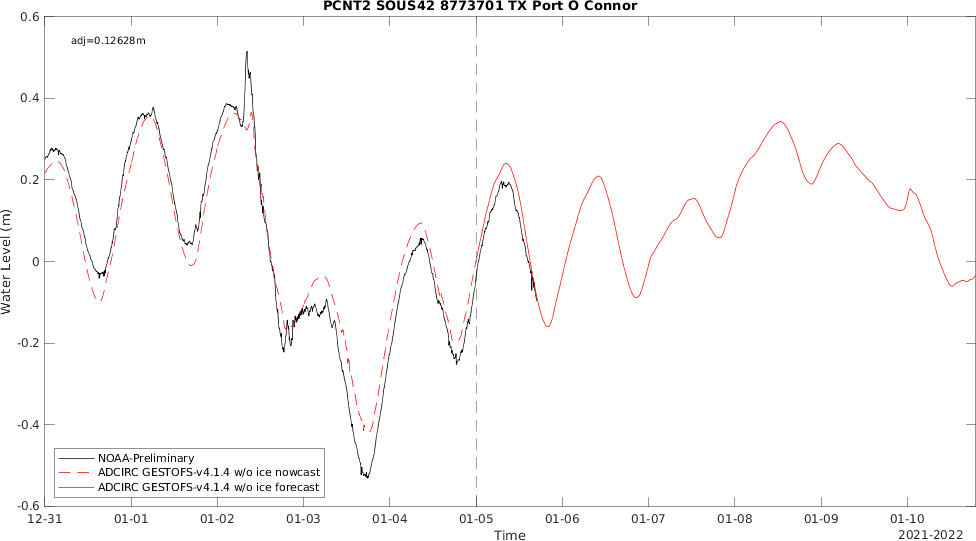 PCNT2 SOUS42 8773701 TX Port O Connor
adj=0.12628m
Water Level (m)
0.6
0.4
0.2
0
-0.2
-0.4
-0.6
NOAA-Preliminary
ADCIRC GESTOFS-v4.1.4 w/o ice nowcast
ADCIRC GESTOFS-v4.1.4 w/o ice forecast
12-31 01-01 01-02 01-03 01-04 01-05 01-06 01-07 01-08 01-09 01-10
Time
2021-2022